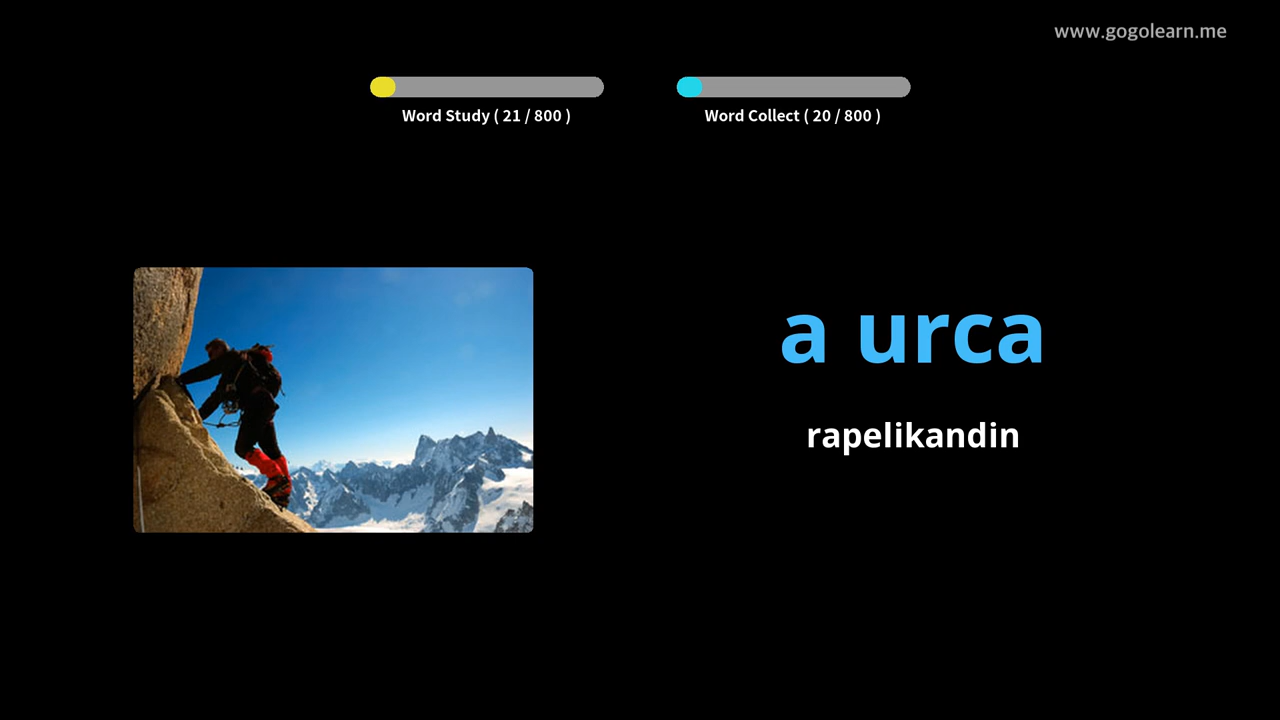 www.gogolearn.me
Word Study ( 21 / 800 )
Word Collect ( 20 / 800 )
a urca
rapelikandin